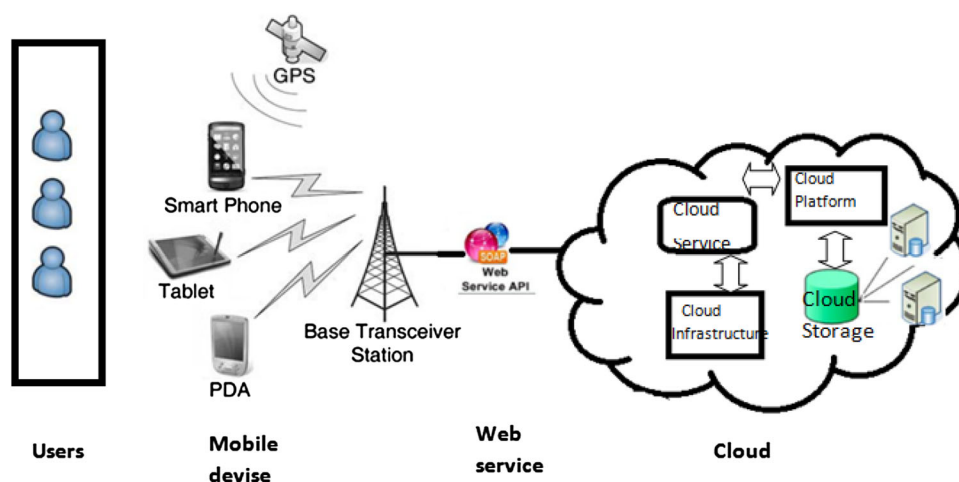 GPS
Smart Phone
Tablet
PDA
Base Transceiver
Station
SOAP
Web
Service API
Cloud
Service
Cloud
Platform
Cloud
Infrastructure
Cloud
Storage
Users
Mobile
devise
Web
service
Cloud